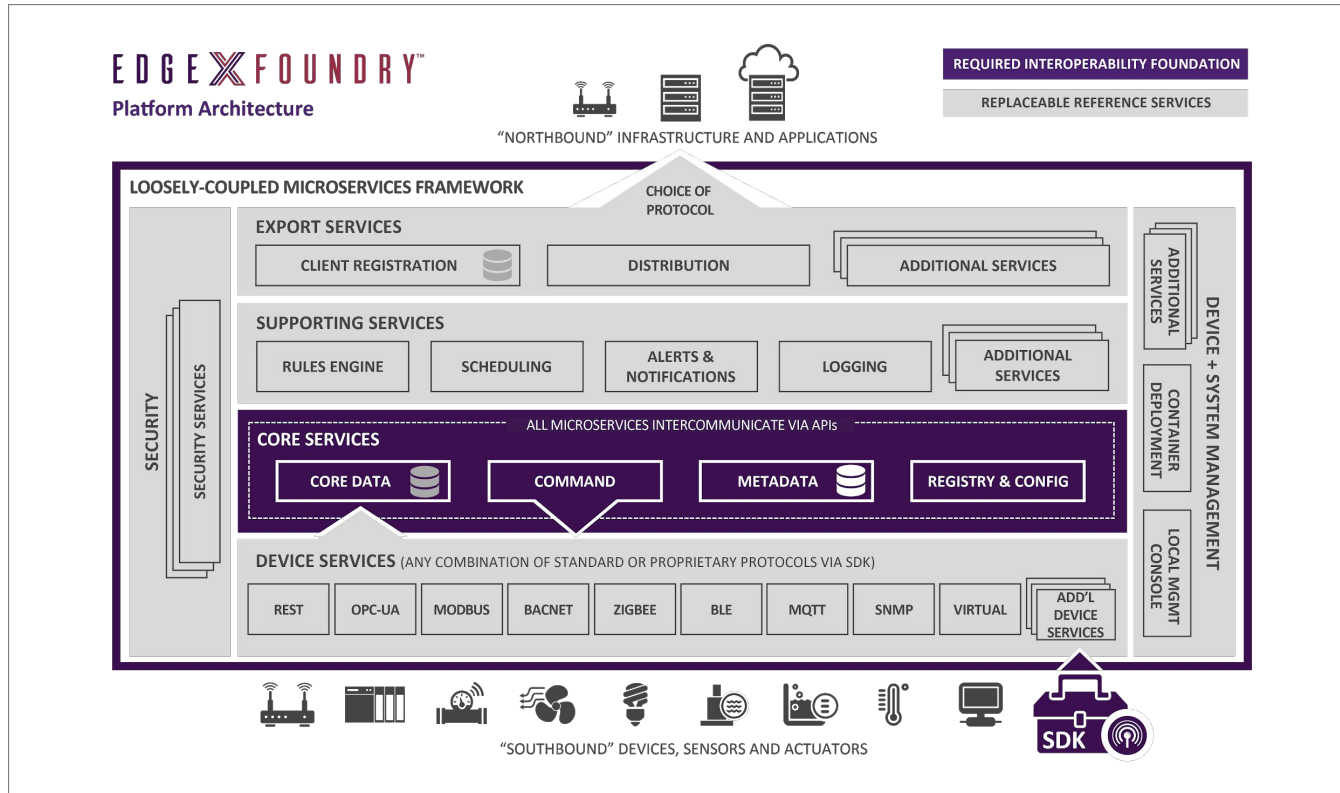 EDGE X FOUNDRY™
Platform Architecture
REQUIRED INTEROPERABILITY FOUNDATION
REPLACEABLE REFERENCE SERVICES
“NORTHBOUND” INFRASTRUCTURE AND APPLICATIONS
LOOSELY-COUPLED MICROSERVICES FRAMEWORK
CHOICE OF
PROTOCOL
SECURITY
SECURITY SERVICES
EXPORT SERVICES
CLIENT REGISTRATION
DISTRIBUTION
ADDITIONAL SERVICES
SUPPORTING SERVICES
RULES ENGINE
SCHEDULING
ALERTS &
NOTIFICATIONS
LOGGING
ADDITIONAL
SERVICES
ALL MICROSERVICES INTERCOMMUNICATE VIA APIs
CORE SERVICES
CORE DATA
COMMAND
METADATA
REGISTRY & CONFIG
DEVICE SERVICES (ANY COMBINATION OF STANDARD OR PROPRIETARY PROTOCOLS VIA SDK)
REST
OPC-UA
MODBUS
BACNET
ZIGBEE
BLE
MQTT
SNMP
VIRTUAL
ADD’L
DEVICE
SERVICES
ADDITIONAL
SERVICES
CONTAINER
DEPLOYMENT
LOCAL MGMT
CONSOLE
DEVICE + SYSTEM MANAGEMENT
SDK
“SOUTHBOUND” DEVICES, SENSORS AND ACTUATORS